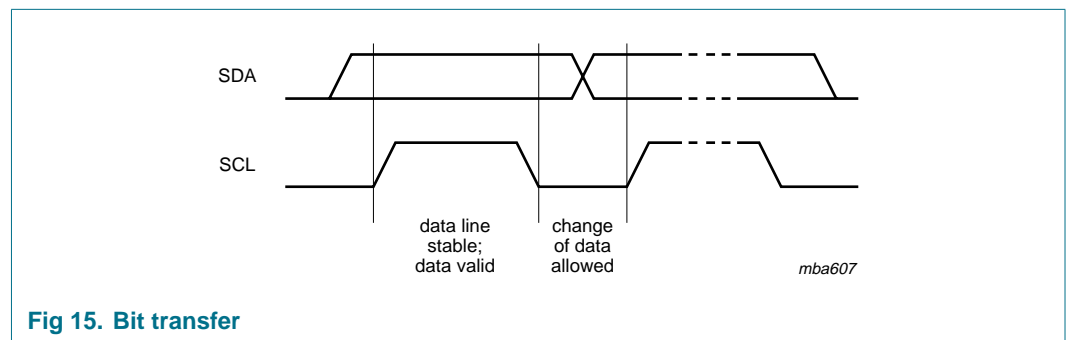 SDA
SCL
data line
stable;
data valid
change
of data
allowed
mba607
Fig 15. Bit transfer